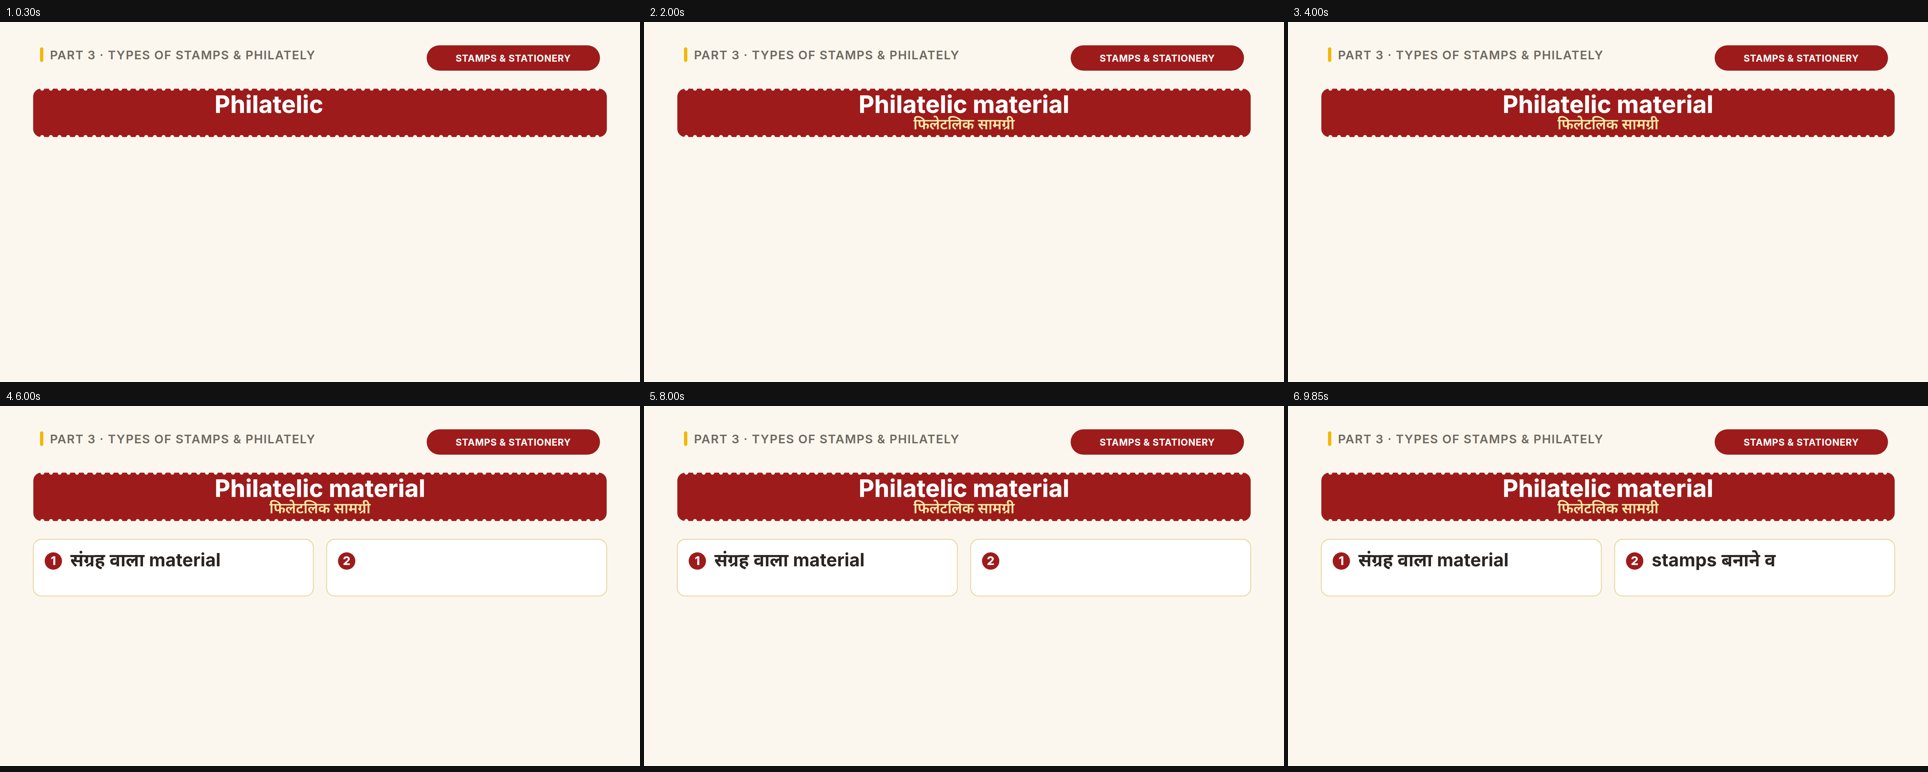 1. 0.30s
PART 3 · TYPES OF STAMPS & PHILATELY
STAMPS & STATIONERY
Philatelic
2. 2.00s
PART 3 · TYPES OF STAMPS & PHILATELY
STAMPS & STATIONERY
Philatelic material
फिलेटलिक सामग्री
3. 4.00s
PART 3 · TYPES OF STAMPS & PHILATELY
STAMPS & STATIONERY
Philatelic material
फिलेटलिक सामग्री
4. 6.00s
PART 3 · TYPES OF STAMPS & PHILATELY
STAMPS & STATIONERY
Philatelic material
फिलेटलिक सामग्री
1 संग्रह वाला material
2
5. 8.00s
PART 3 · TYPES OF STAMPS & PHILATELY
STAMPS & STATIONERY
Philatelic material
फिलेटलिक सामग्री
1 संग्रह वाला material
2
6. 9.85s
PART 3 · TYPES OF STAMPS & PHILATELY
STAMPS & STATIONERY
Philatelic material
फिलेटलिक सामग्री
1 संग्रह वाला material
2 stamps बनाने व